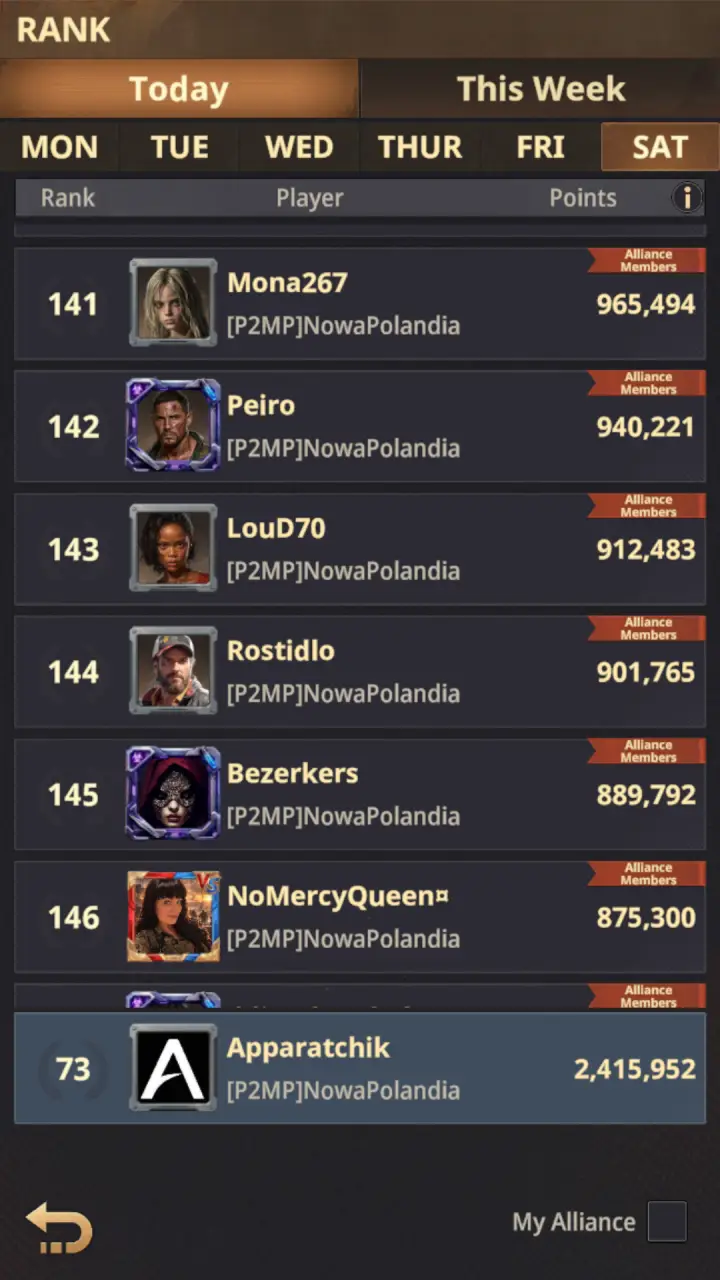 RANK
Today This Week
MON TUE WED THUR FRI SAT
Rank Player Points i
Alliance
Members
141 Mona267 965,494
[P2MP]NowaPolandia
Alliance
Members
142 Peiro 940,221
[P2MP]NowaPolandia
Alliance
Members
143 LouD70 912,483
[P2MP]NowaPolandia
Alliance
Members
144 Rostidlo 901,765
[P2MP]NowaPolandia
Alliance
Members
145 Bezerkers 889,792
[P2MP]NowaPolandia
Alliance
Members
VS
146 NoMercyQueen¤ 875,300
[P2MP]NowaPolandia
Alliance
Members
73 A Apparatchik 2,415,952
[P2MP]NowaPolandia
My Alliance